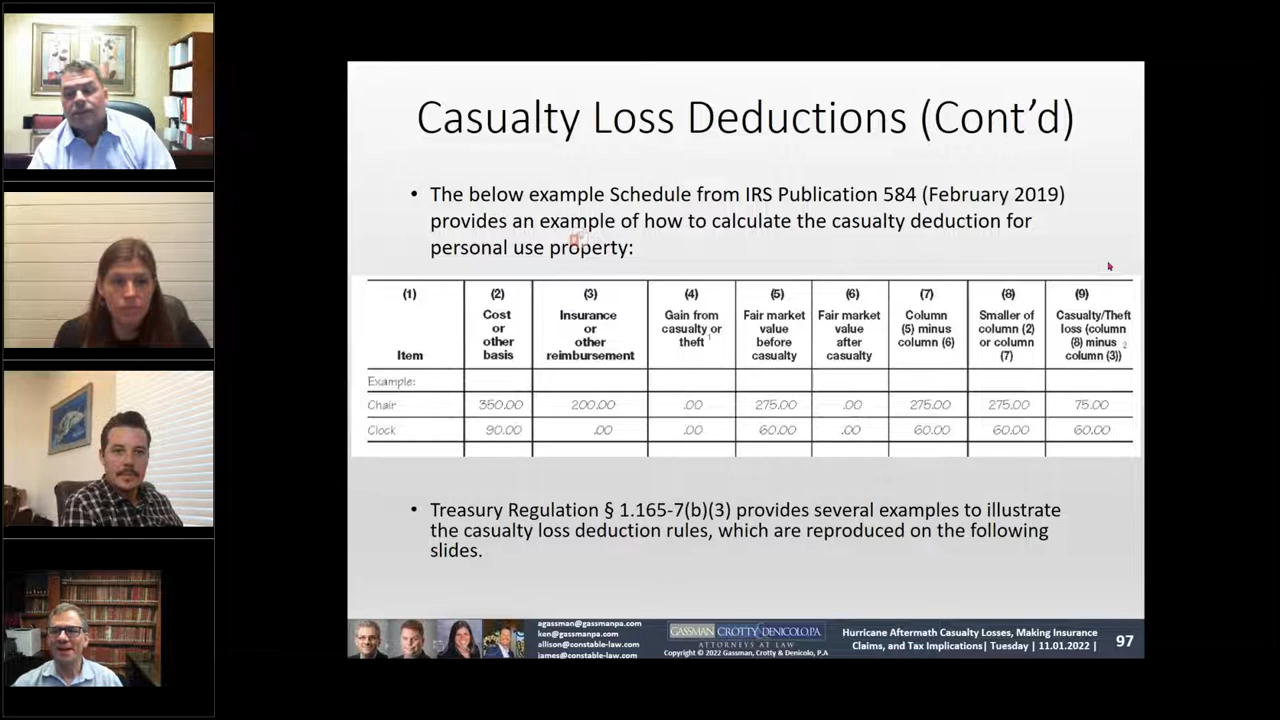 Casualty Loss Deductions (Cont'd)
• The below example Schedule from IRS Publication 584 (February 2019)
provides an example of how to calculate the casualty deduction for
personal use property:
(1) (2) (3) (4) (5) (6) (7) (8) (9)
Item | Cost or other basis | Insurance or other reimbursement | Gain from casualty or theft 1 | Fair market value before casualty | Fair market value after casualty | Column (5) minus column (6) | Smaller of column (2) or column (7) | Casualty/Theft loss (column (8) minus 2 column (3))
Example:
Chair 350.00 200.00 .00 275.00 .00 275.00 275.00 75.00
Clock 90.00 .00 .00 60.00 .00 60.00 60.00 60.00
• Treasury Regulation § 1.165-7(b)(3) provides several examples to illustrate
the casualty loss deduction rules, which are reproduced on the following
slides.
agassman@gassmanpa.com
ken@gassmanpa.com
allison@constable-law.com
james@constable-law.com
GASSMAN CROTTY & DENICOLO, P.A.
ATTORNEYS AT LAW
Copyright © 2022 Gassman, Crotty & Denicolo, P.A
Hurricane Aftermath Casualty Losses, Making Insurance
Claims, and Tax Implications| Tuesday | 11.01.2022 |
97